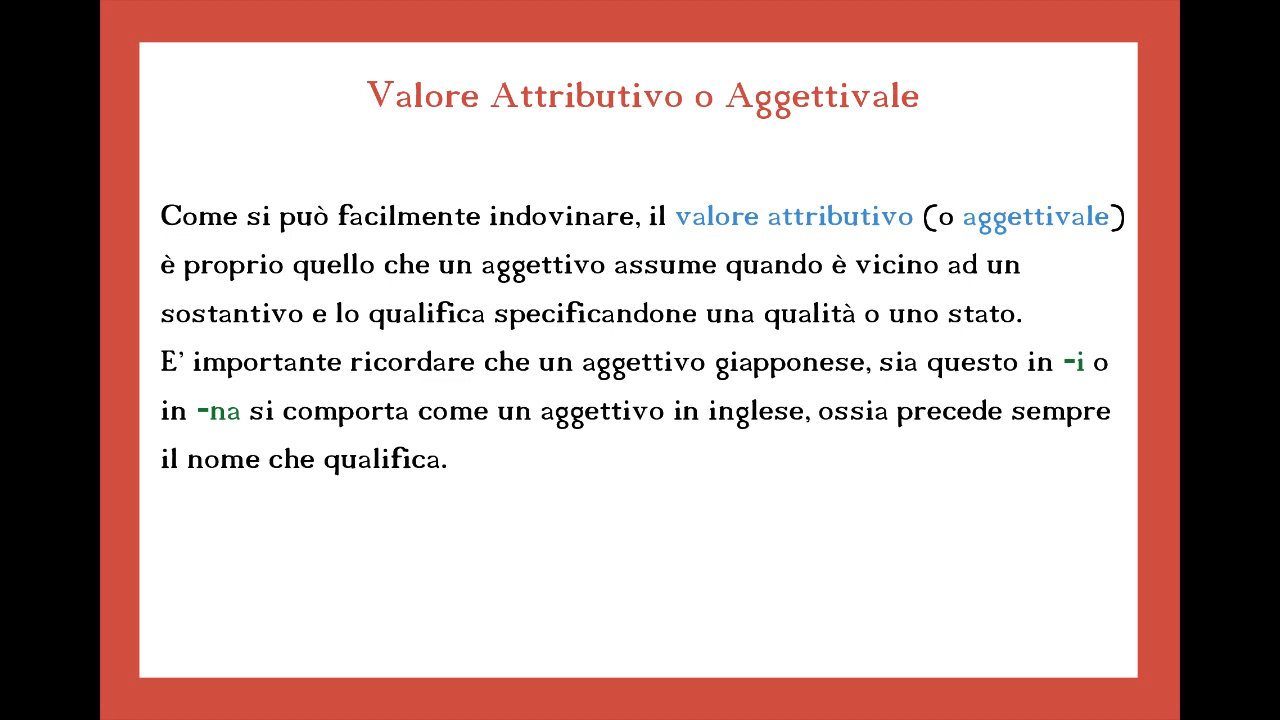 Valore Attributivo o Aggettivale
Come si può facilmente indovinare, il valore attributivo (o aggettivale)
è proprio quello che un aggettivo assume quando è vicino ad un
sostantivo e lo qualifica specificandone una qualità o uno stato.
E' importante ricordare che un aggettivo giapponese, sia questo in -i o
in -na si comporta come un aggettivo in inglese, ossia precede sempre
il nome che qualifica.